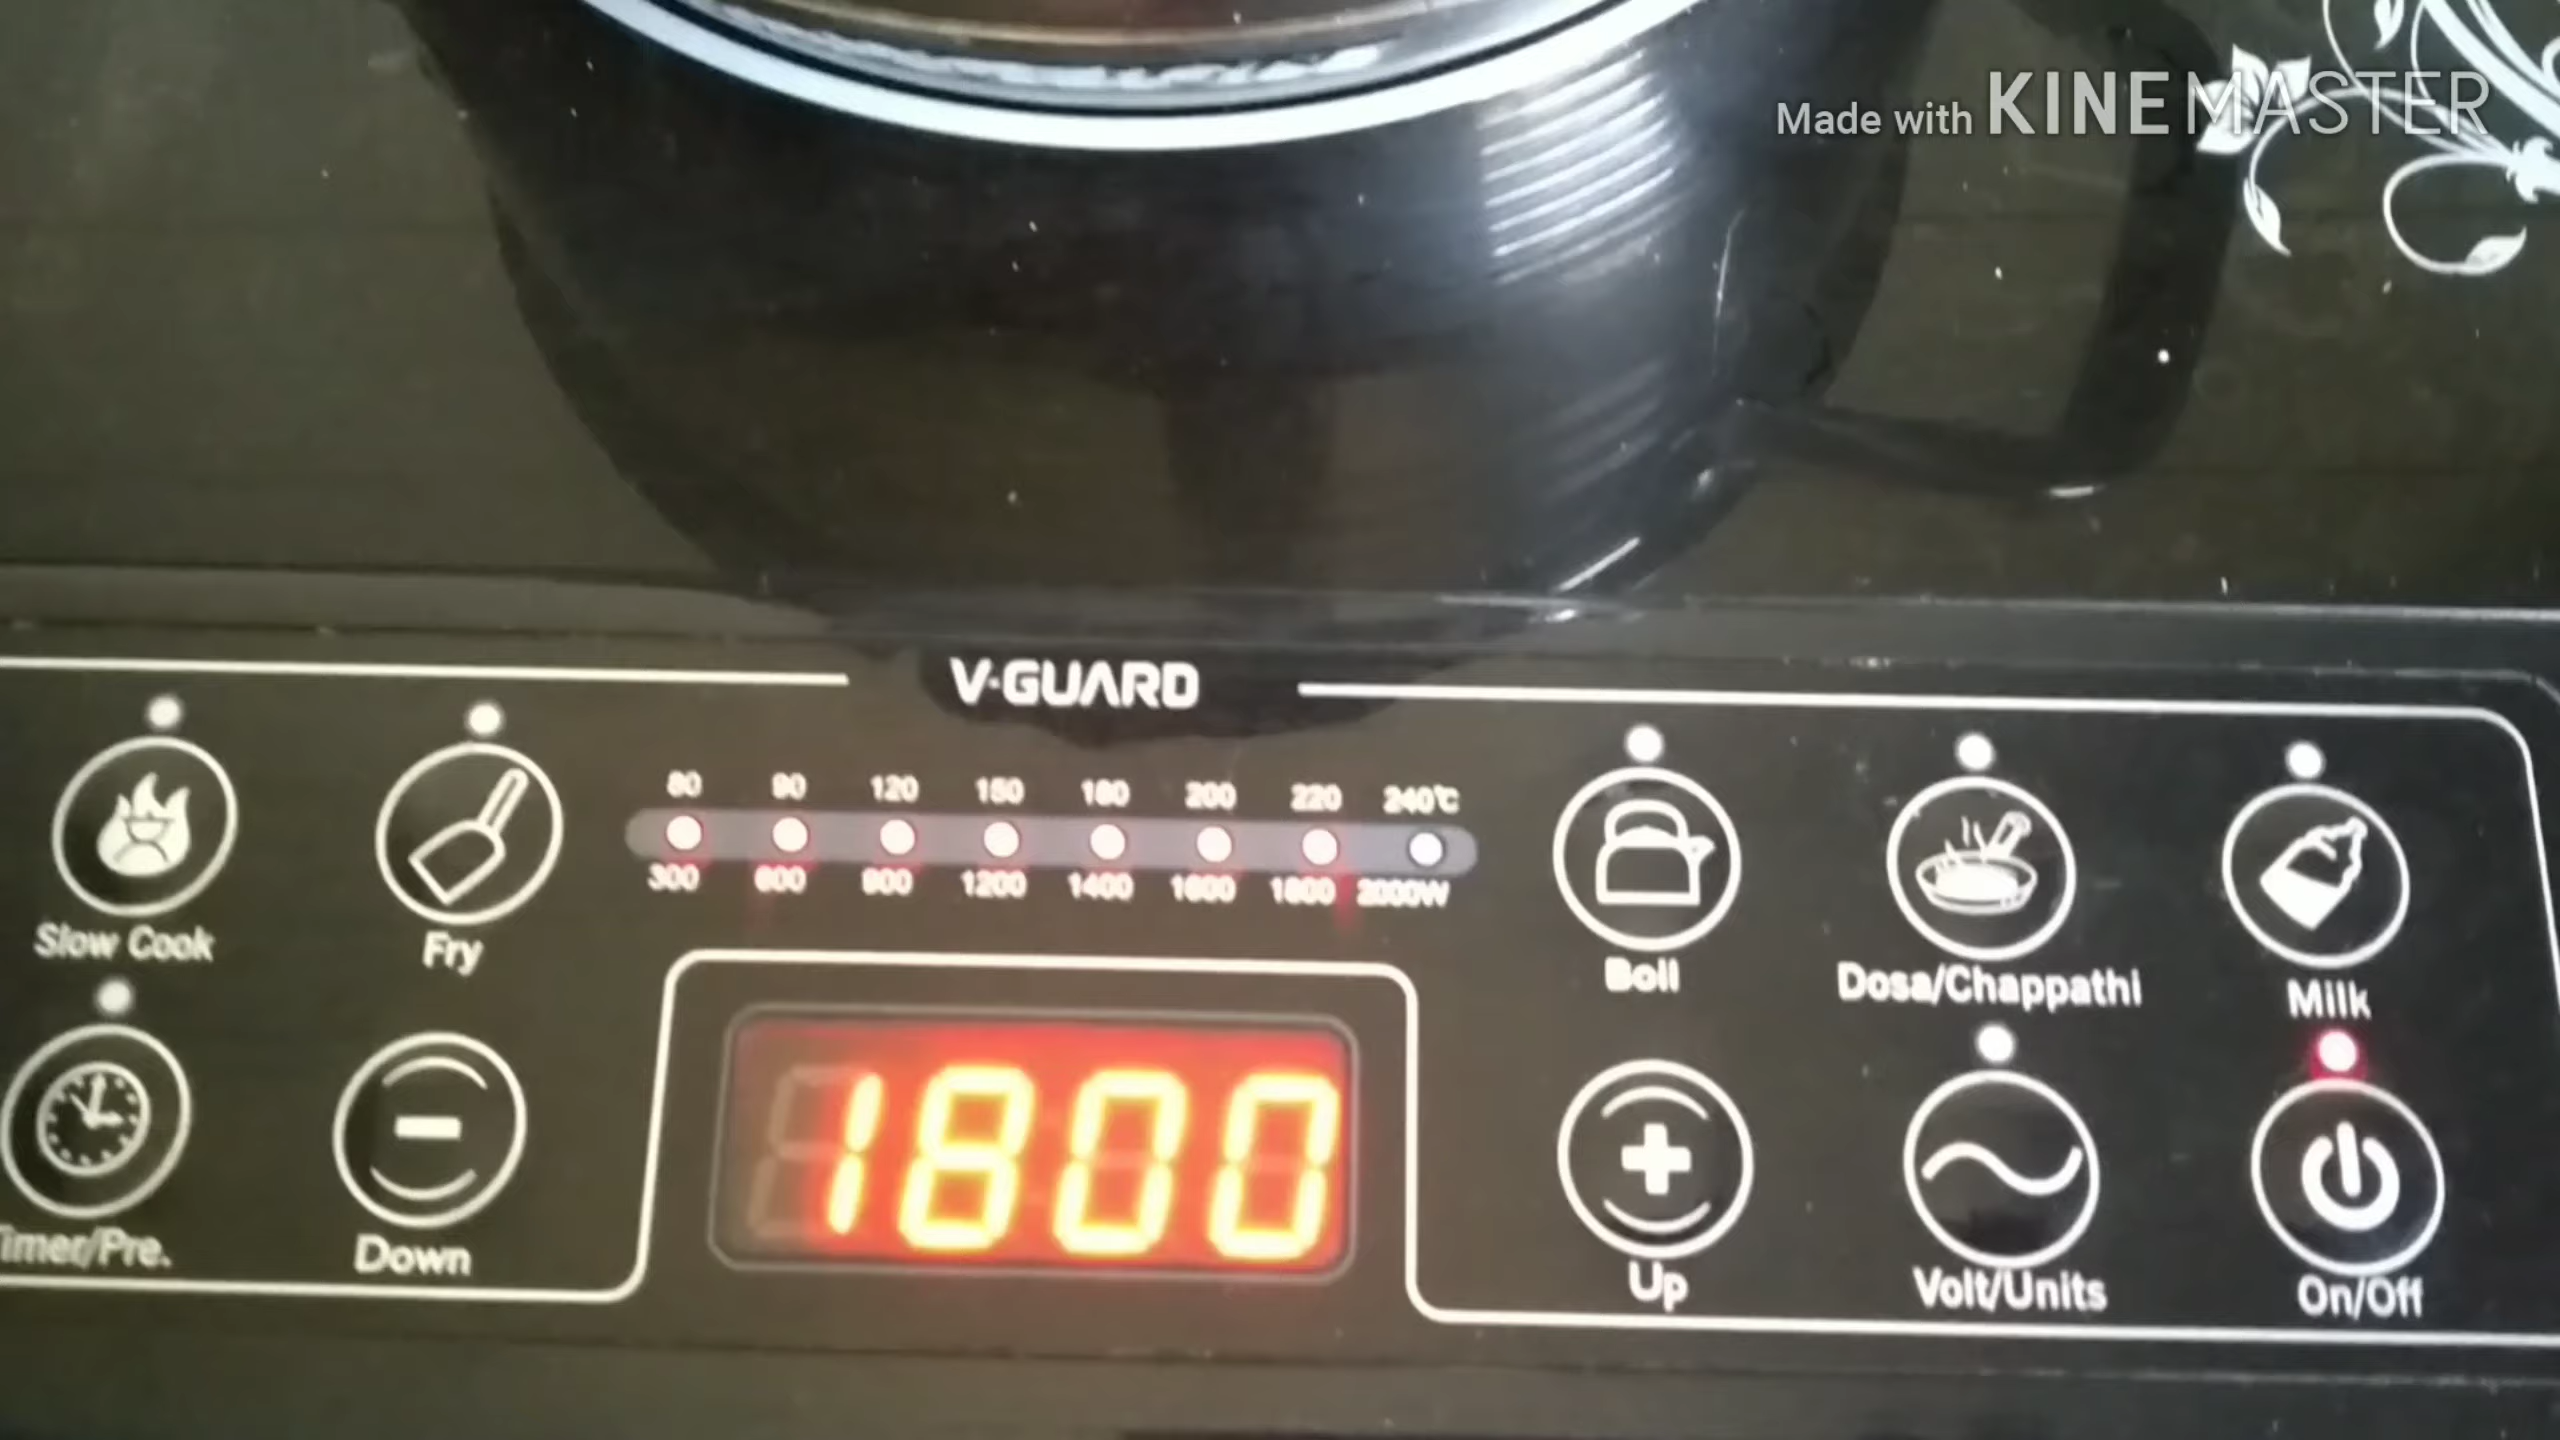 Made with KINEMASTER
V-GUARD
80 90 120 150 180 200 220 240°C
300 600 900 1200 1400 1600 1800 2000W
Slow Cook
Fry
Boil
Dosa/Chappathi
Milk
1800
Timer/Pre.
Down
Up
Volt/Units
On/Off